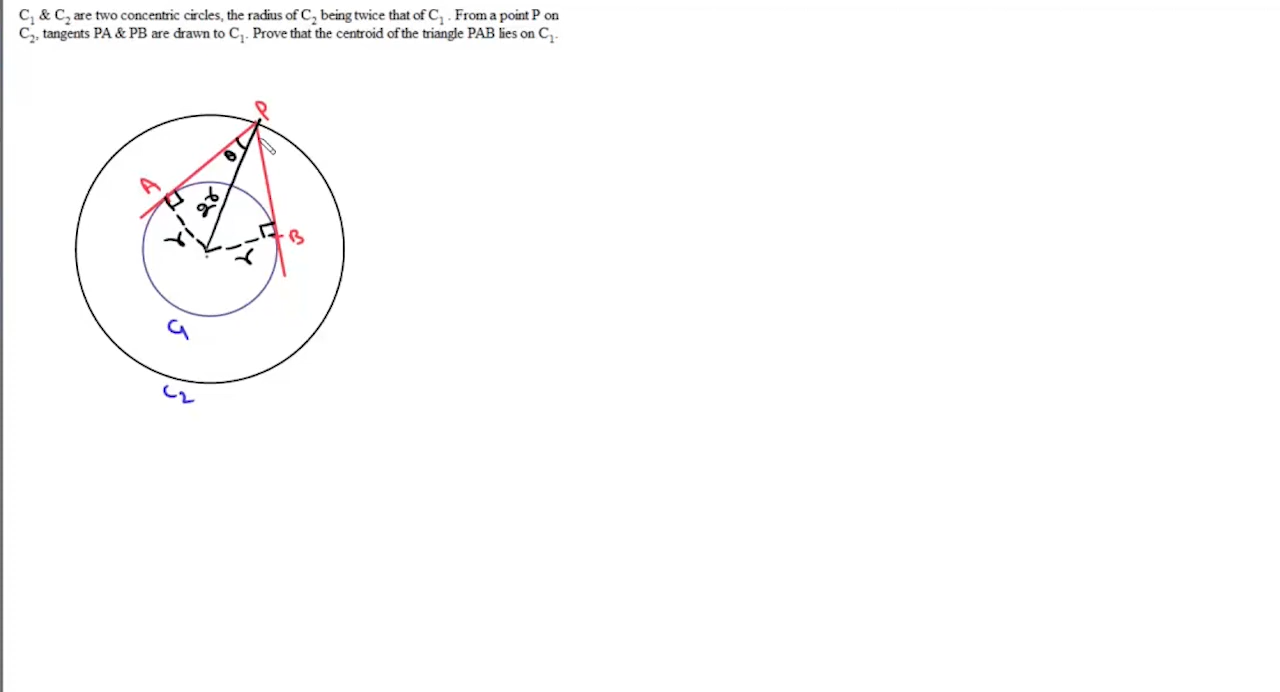 C₁ & C₂ are two concentric circles, the radius of C₂ being twice that of C₁ . From a point P on
C₂, tangents PA & PB are drawn to C₁. Prove that the centroid of the triangle PAB lies on C₁.
P
θ
A
2r
B
r
r
C₁
C₂